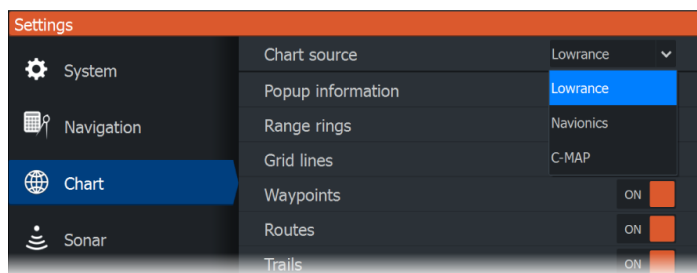 Settings
System
Navigation
Chart
Sonar
Chart source
Lowrance
Popup information
Lowrance
Range rings
Navionics
Grid lines
C-MAP
Waypoints
ON
Routes
ON
Trails
ON